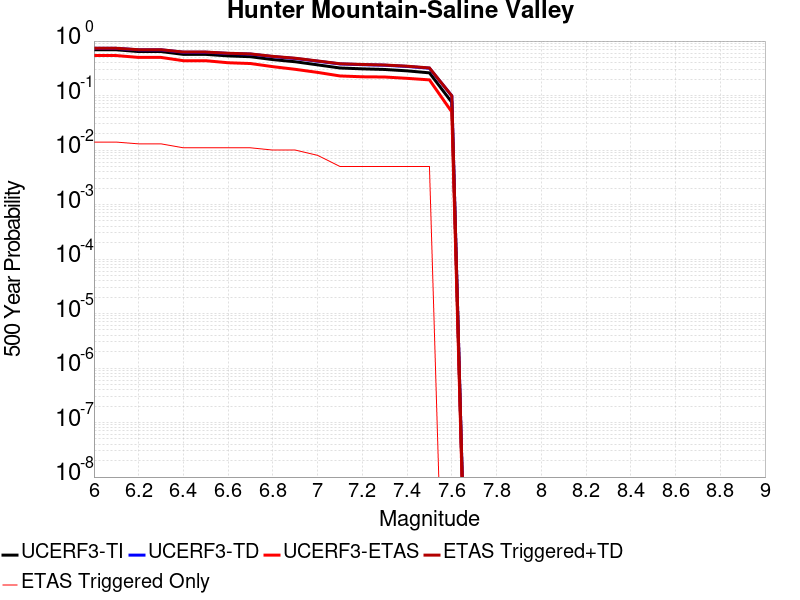 Hunter Mountain-Saline Valley
10^0
10^-1
10^-2
10^-3
10^-4
10^-5
10^-6
10^-7
10^-8
500 Year Probability
6 6.2 6.4 6.6 6.8 7 7.2 7.4 7.6 7.8 8 8.2 8.4 8.6 8.8 9
Magnitude
UCERF3-TI UCERF3-TD UCERF3-ETAS ETAS Triggered+TD
ETAS Triggered Only